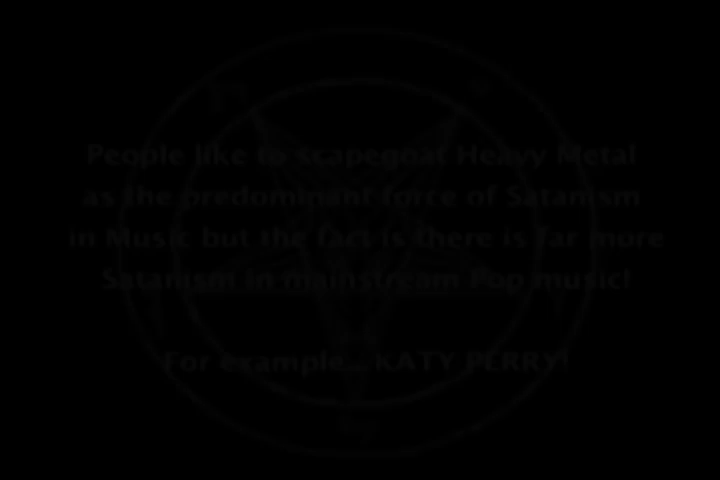 People like to scapegoat Heavy Metal
as the predominant force of Satanism
in Music but the fact is there is far more
Satanism in mainstream Pop music!
For example... KATY PERRY!